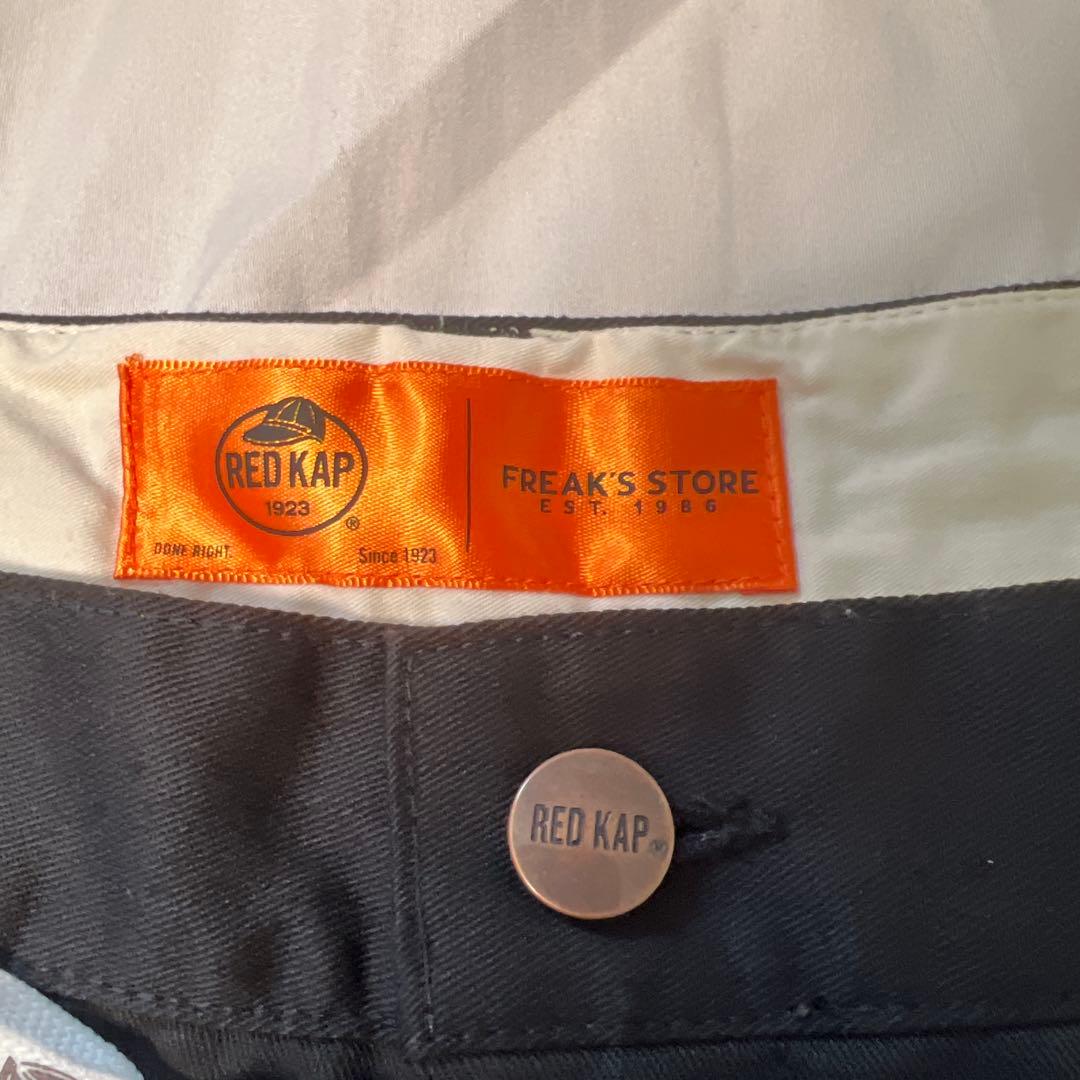 RED KAP
1923
®
DONE RIGHT.
Since 1923
FREAK'S STORE
EST. 1986
RED KAP®